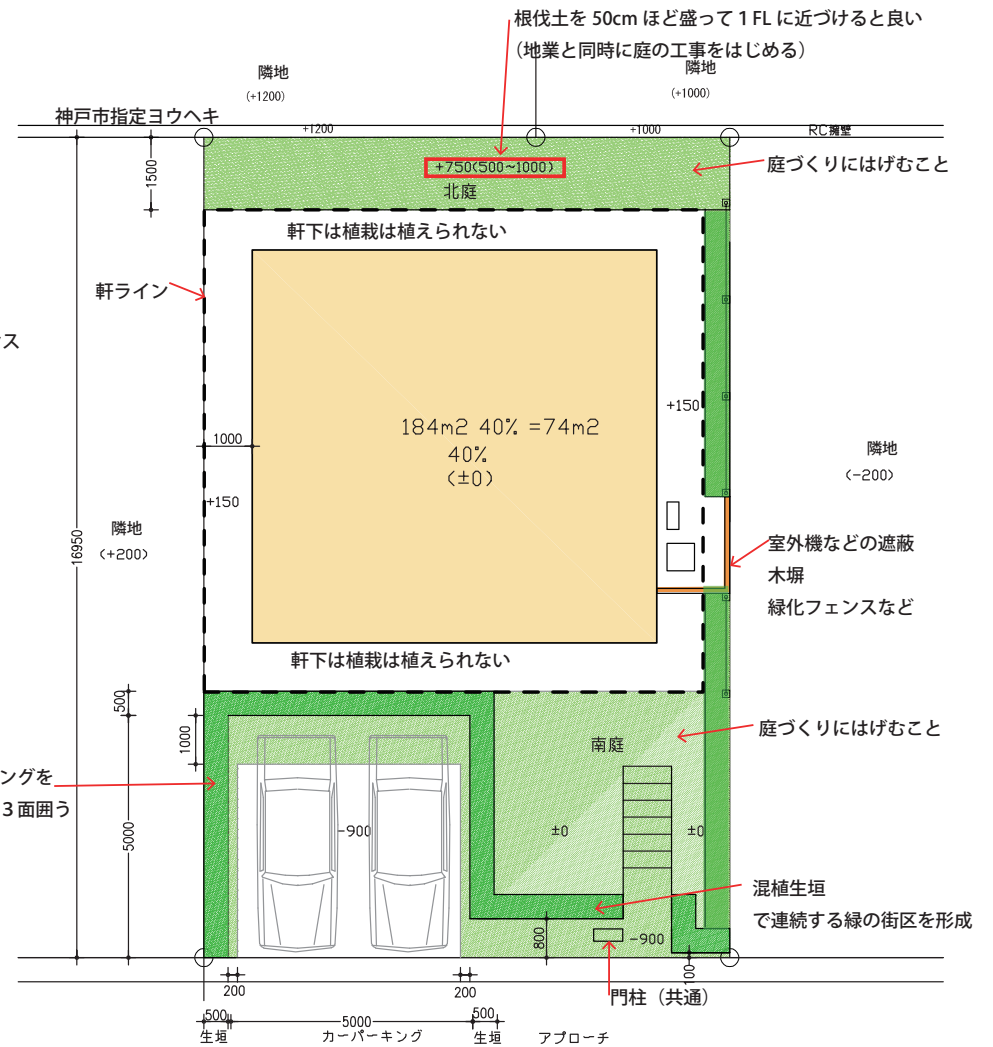 根伐土を 50cm ほど盛って 1 FL に近づけると良い
（地業と同時に庭の工事をはじめる）
隣地
(+1200)
隣地
(+1000)
神戸市指定ヨウヘキ
+1200
+1000
RC擁壁
1500
+750(500~1000)
北庭
庭づくりにはげむこと
軒下は植栽は植えられない
軒ライン
ス
+150
184m2 40% =74m2
40%
(±0)
1000
+150
隣地
(+200)
16950
隣地
(-200)
室外機などの遮蔽
木塀
緑化フェンスなど
軒下は植栽は植えられない
500
1000
南庭
庭づくりにはげむこと
ングを
3 面囲う
5000
-900
±0
±0
混植生垣
で連続する緑の街区を形成
800
-900
100
門柱（共通）
200
200
500
5000
500
生垣
カーパーキング
生垣
アプローチ